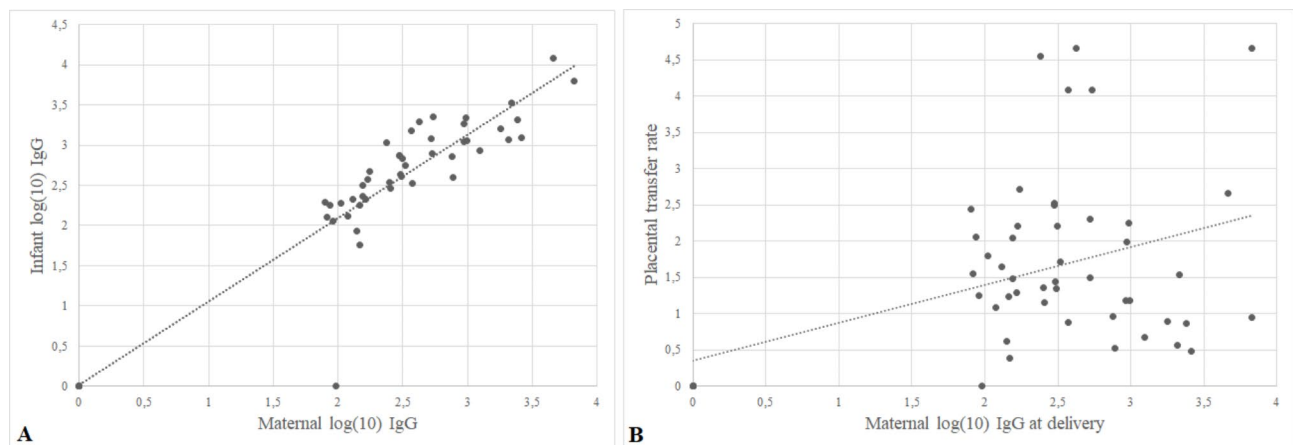 4,5
4
3,5
3
2,5
2
1,5
1
0,5
0
Infant log(10) IgG
0 0,5 1 1,5 2 2,5 3 3,5 4
Maternal log(10) IgG
A
5
4,5
4
3,5
3
2,5
2
1,5
1
0,5
0
Placental transfer rate
0 0,5 1 1,5 2 2,5 3 3,5 4
Maternal log(10) IgG at delivery
B